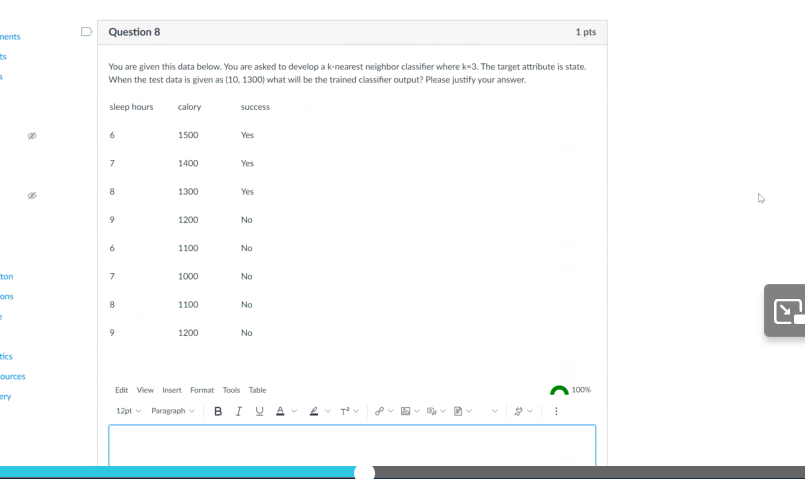 ments
ts
s
ton
ons
e
tics
ources
ery
Question 8 1 pts
You are given this data below. You are asked to develop a k-nearest neighbor classifier where k=3. The target attribute is state.
When the test data is given as (10, 1300) what will be the trained classifier output? Please justify your answer.
sleep hours calory success
6 1500 Yes
7 1400 Yes
8 1300 Yes
9 1200 No
6 1100 No
7 1000 No
8 1100 No
9 1200 No
Edit View Insert Format Tools Table 100%
12pt Paragraph B I U A T²